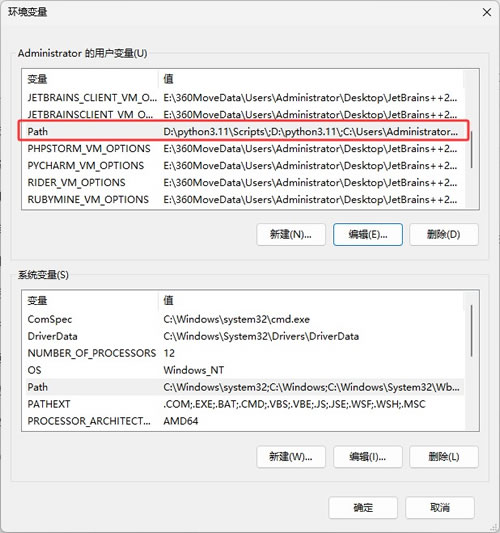 环境变量
Administrator 的用户变量(U)
变量 值
JETBRAINS_CLIENT_VM_O... E:\360MoveData\Users\Administrator\Desktop\JetBrains++2...
JETBRAINSCLIENT_VM_O... E:\360MoveData\Users\Administrator\Desktop\JetBrains++2...
Path D:\python3.11\Scripts\;D:\python3.11\;C:\Users\Administrator...
PHPSTORM_VM_OPTIONS E:\360MoveData\Users\Administrator\Desktop\JetBrains++2...
PYCHARM_VM_OPTIONS E:\360MoveData\Users\Administrator\Desktop\JetBrains++2...
RIDER_VM_OPTIONS E:\360MoveData\Users\Administrator\Desktop\JetBrains++2...
RUBYMINE_VM_OPTIONS E:\360MoveData\Users\Administrator\Desktop\JetBrains++2...
新建(N)... 编辑(E)... 删除(D)
系统变量(S)
变量 值
ComSpec C:\Windows\system32\cmd.exe
DriverData C:\Windows\System32\Drivers\DriverData
NUMBER_OF_PROCESSORS 12
OS Windows_NT
Path C:\Windows\system32;C:\Windows;C:\Windows\System32\Wb...
PATHEXT .COM;.EXE;.BAT;.CMD;.VBS;.VBE;.JS;.JSE;.WSF;.WSH;.MSC
PROCESSOR_ARCHITECT... AMD64
新建(W)... 编辑(I)... 删除(L)
确定 取消